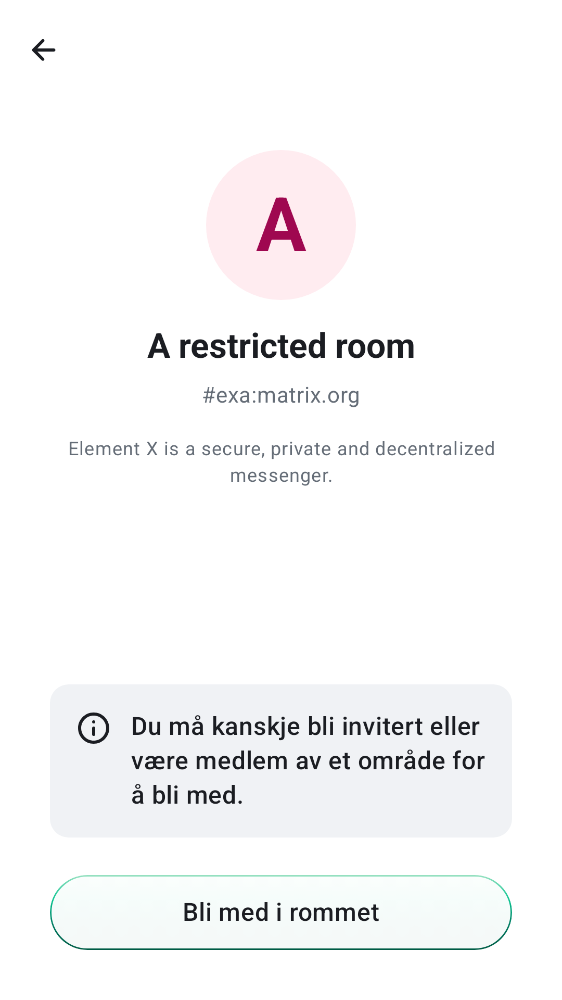 A
A restricted room
#exa:matrix.org
Element X is a secure, private and decentralized
messenger.
Du må kanskje bli invitert eller
være medlem av et område for
å bli med.
Bli med i rommet